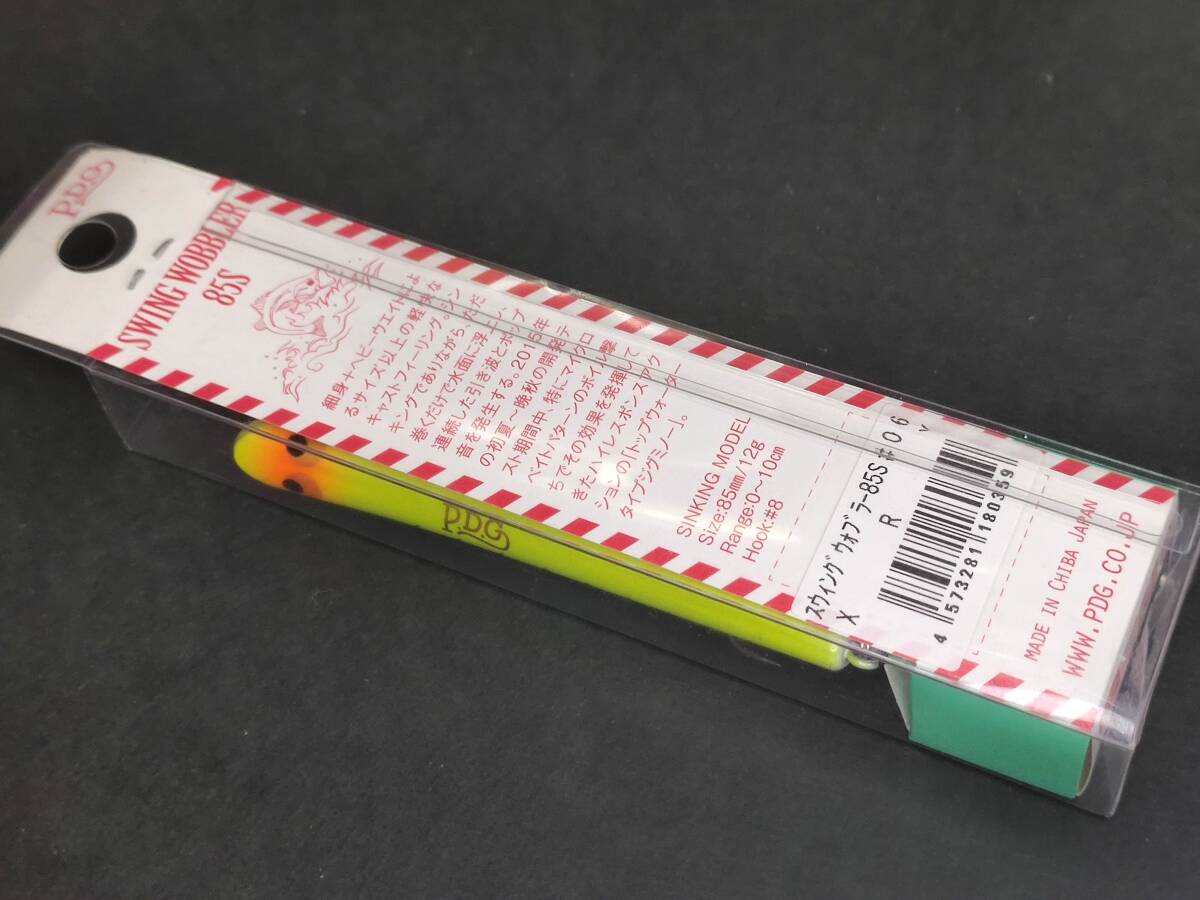 P.D.G
SWING WOBBLER
85S
細身+ヘビーウエイトによ
るサイズ以上の軽快な
キャストフィーリング。シン
キングでありながら、ただ
巻くだけで水面に浮上し、
連続した引き波とポップ
音を発生する。2015年
の初夏〜晩秋の開発テ
スト期間中、特にマイクロ
ベイトパターンのボイル撃
ちでその効果を発揮して
きたハイレスポンスアク
ションの「トップウォーター
タイプシンキングミノー」。
SINKING MODEL
Size:85mm/12g
Range:0〜10cm
Hook:#8
スウィングウォブラー85S #06
X R Y
4 573281 180359
MADE IN CHIBA JAPAN
WWW.PDG.CO.JP
P.D.G